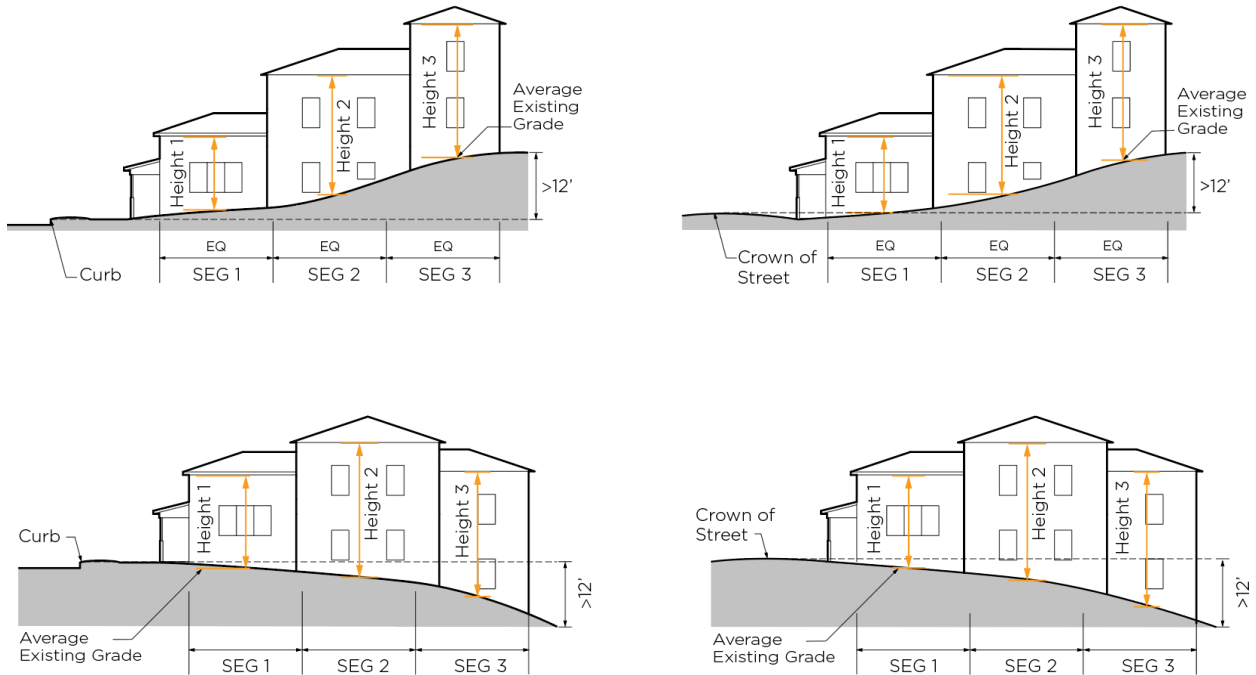 Height 1
Height 2
Height 3
Average
Existing
Grade
>12'
EQ
EQ
EQ
Curb
SEG 1
SEG 2
SEG 3
Height 1
Height 2
Height 3
Average
Existing
Grade
>12'
EQ
EQ
EQ
Crown of
Street
SEG 1
SEG 2
SEG 3
Height 1
Height 2
Height 3
Curb
>12'
Average
Existing Grade
SEG 1
SEG 2
SEG 3
Height 1
Height 2
Height 3
Crown of
Street
>12'
Average
Existing Grade
SEG 1
SEG 2
SEG 3